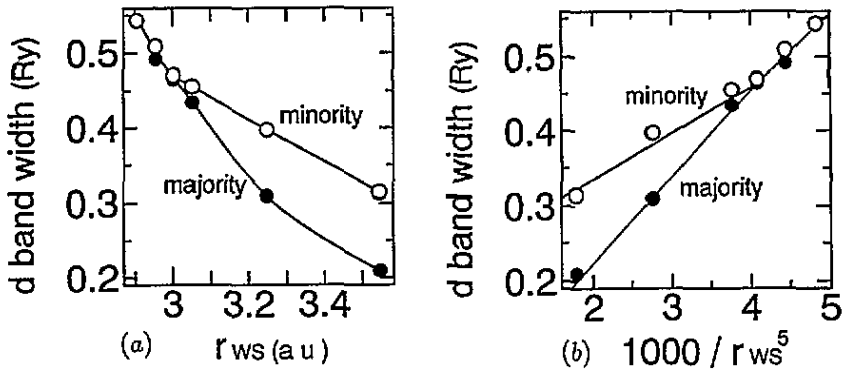 d band width (Ry)
0.5
0.4
0.3
0.2
minority
majority
3
3.2
3.4
(a)
r ws (a u)
d band width (Ry)
0.5
0.4
0.3
0.2
minority
majority
2
3
4
5
(b)
1000 / r ws⁵